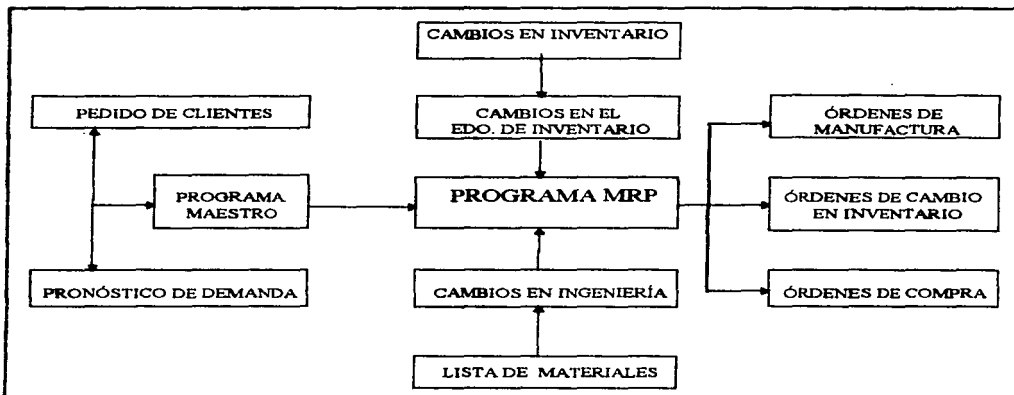 CAMBIOS EN INVENTARIO
PEDIDO DE CLIENTES
CAMBIOS EN EL
EDO. DE INVENTARIO
ÓRDENES DE
MANUFACTURA
PROGRAMA
MAESTRO
PROGRAMA MRP
ÓRDENES DE CAMBIO
EN INVENTARIO
PRONÓSTICO DE DEMANDA
CAMBIOS EN INGENIERÍA
ÓRDENES DE COMPRA
LISTA DE MATERIALES